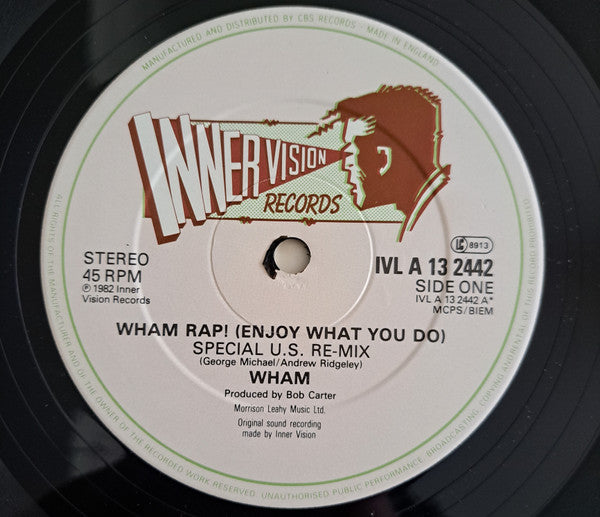 MANUFACTURED AND DISTRIBUTED BY CBS RECORDS - MADE IN ENGLAND
INNERVISION
RECORDS
STEREO
45 RPM
℗ 1982 Inner
Vision Records
LC 8913
IVL A 13 2442
SIDE ONE
IVL A 13 2442 A*
MCPS/BIEM
WHAM RAP! (ENJOY WHAT YOU DO)
SPECIAL U.S. RE-MIX
(George Michael/Andrew Ridgeley)
WHAM
Produced by Bob Carter
Morrison Leahy Music Ltd.
Original sound recording
made by Inner Vision
ALL RIGHTS OF THE MANUFACTURER AND OF THE OWNER OF THE RECORDED WORK RESERVED. UNAUTHORISED PUBLIC PERFORMANCE, BROADCASTING, COPYING AND RE-RENTAL OF THIS RECORD PROHIBITED